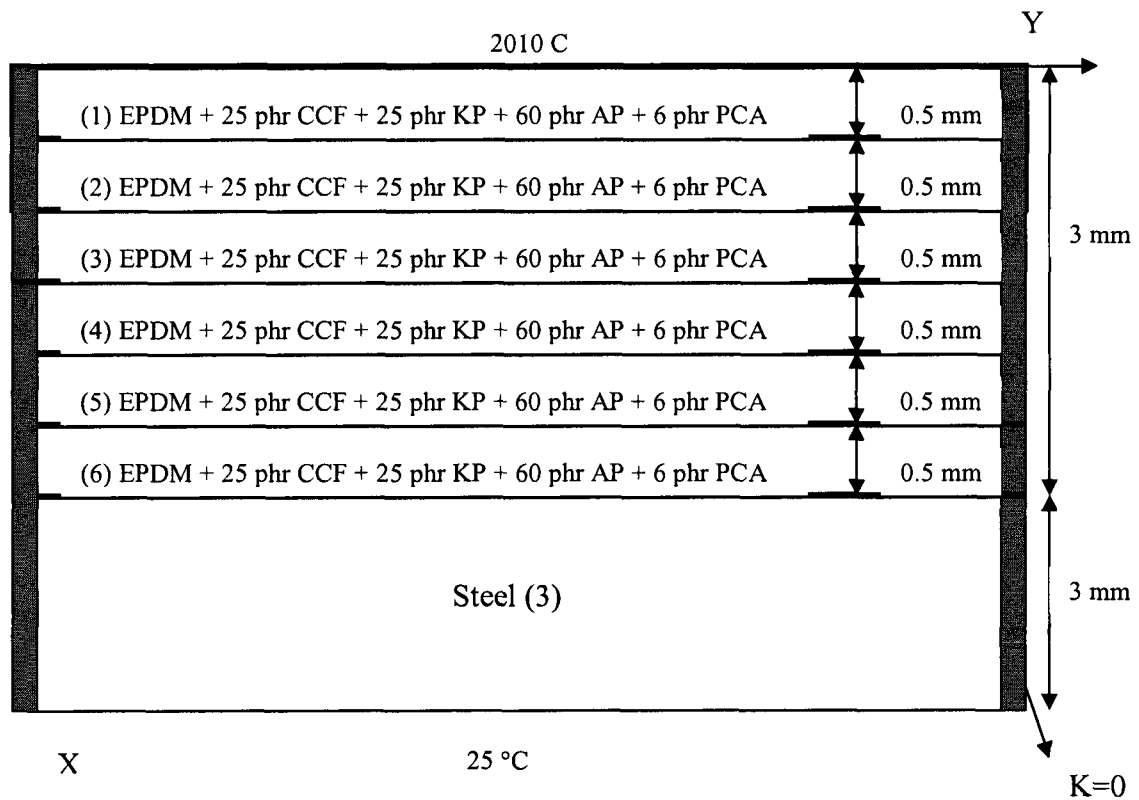 Y
2010 C
(1) EPDM + 25 phr CCF + 25 phr KP + 60 phr AP + 6 phr PCA 0.5 mm
(2) EPDM + 25 phr CCF + 25 phr KP + 60 phr AP + 6 phr PCA 0.5 mm
(3) EPDM + 25 phr CCF + 25 phr KP + 60 phr AP + 6 phr PCA 0.5 mm
3 mm
(4) EPDM + 25 phr CCF + 25 phr KP + 60 phr AP + 6 phr PCA 0.5 mm
(5) EPDM + 25 phr CCF + 25 phr KP + 60 phr AP + 6 phr PCA 0.5 mm
(6) EPDM + 25 phr CCF + 25 phr KP + 60 phr AP + 6 phr PCA 0.5 mm
Steel (3)
3 mm
X
25 °C
K=0